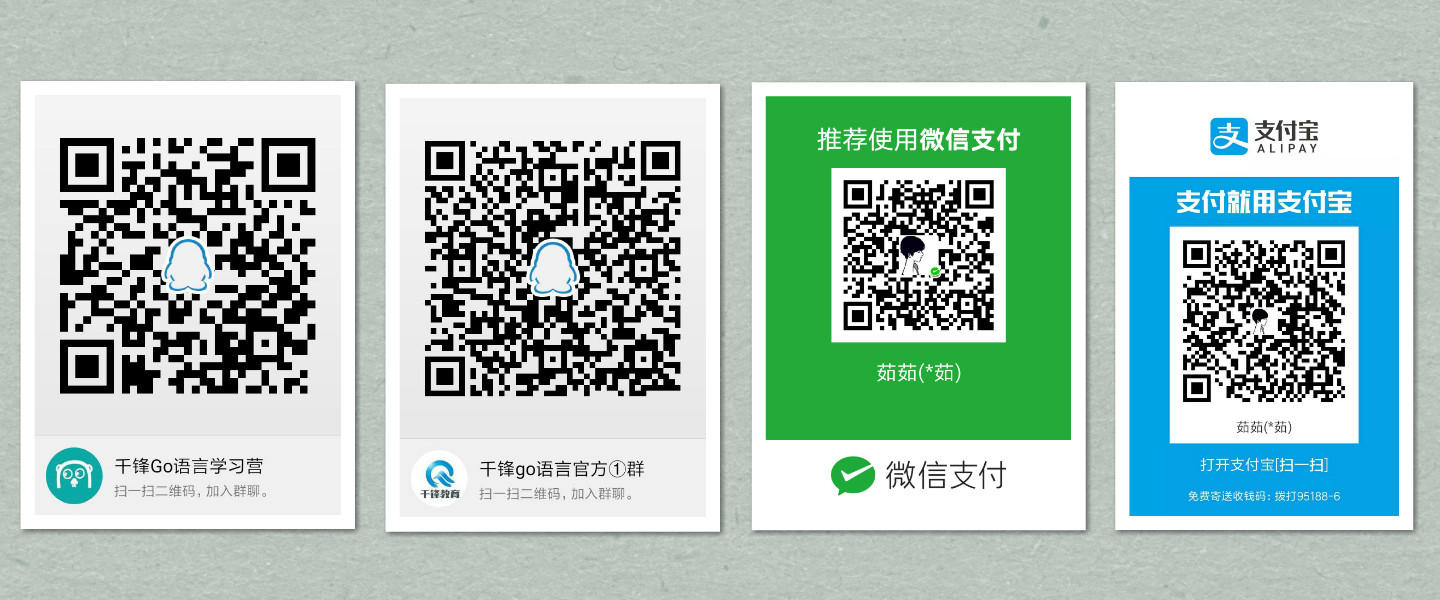 千锋Go语言学习营
扫一扫二维码，加入群聊。
千锋教育
千锋go语言官方①群
扫一扫二维码，加入群聊。
推荐使用微信支付
茹茹(*茹)
微信支付
支 支付宝
ALIPAY
支付就用支付宝
茹茹(*茹)
打开支付宝[扫一扫]
免费寄送收钱码：拨打95188-6